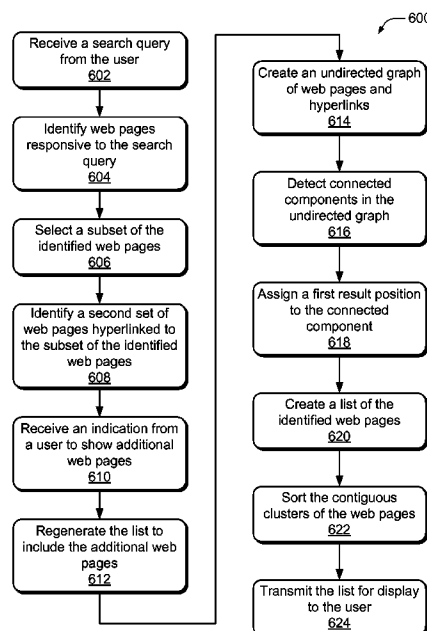 600
Receive a search query
from the user
602
Identify web pages
responsive to the search
query
604
Select a subset of the
identified web pages
606
Identify a second set of
web pages hyperlinked to
the subset of the identified
web pages
608
Receive an indication from
a user to show additional
web pages
610
Regenerate the list to
include the additional web
pages
612
Create an undirected graph
of web pages and
hyperlinks
614
Detect connected
components in the
undirected graph
616
Assign a first result position
to the connected
component
618
Create a list of the
identified web pages
620
Sort the contiguous
clusters of the web pages
622
Transmit the list for display
to the user
624